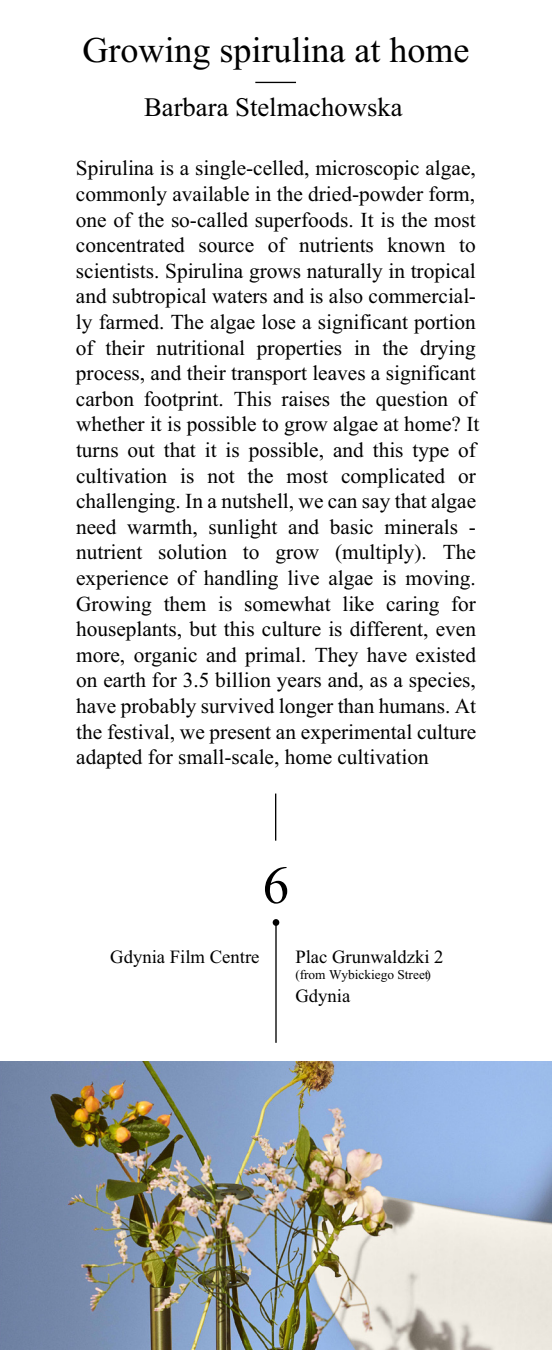 Growing spirulina at home
Barbara Stelmachowska
Spirulina is a single-celled, microscopic algae,
commonly available in the dried-powder form,
one of the so-called superfoods. It is the most
concentrated source of nutrients known to
scientists. Spirulina grows naturally in tropical
and subtropical waters and is also commercial-
ly farmed. The algae lose a significant portion
of their nutritional properties in the drying
process, and their transport leaves a significant
carbon footprint. This raises the question of
whether it is possible to grow algae at home? It
turns out that it is possible, and this type of
cultivation is not the most complicated or
challenging. In a nutshell, we can say that algae
need warmth, sunlight and basic minerals -
nutrient solution to grow (multiply). The
experience of handling live algae is moving.
Growing them is somewhat like caring for
houseplants, but this culture is different, even
more, organic and primal. They have existed
on earth for 3.5 billion years and, as a species,
have probably survived longer than humans. At
the festival, we present an experimental culture
adapted for small-scale, home cultivation
6
Gdynia Film Centre
Plac Grunwaldzki 2
(from Wybickiego Street)
Gdynia